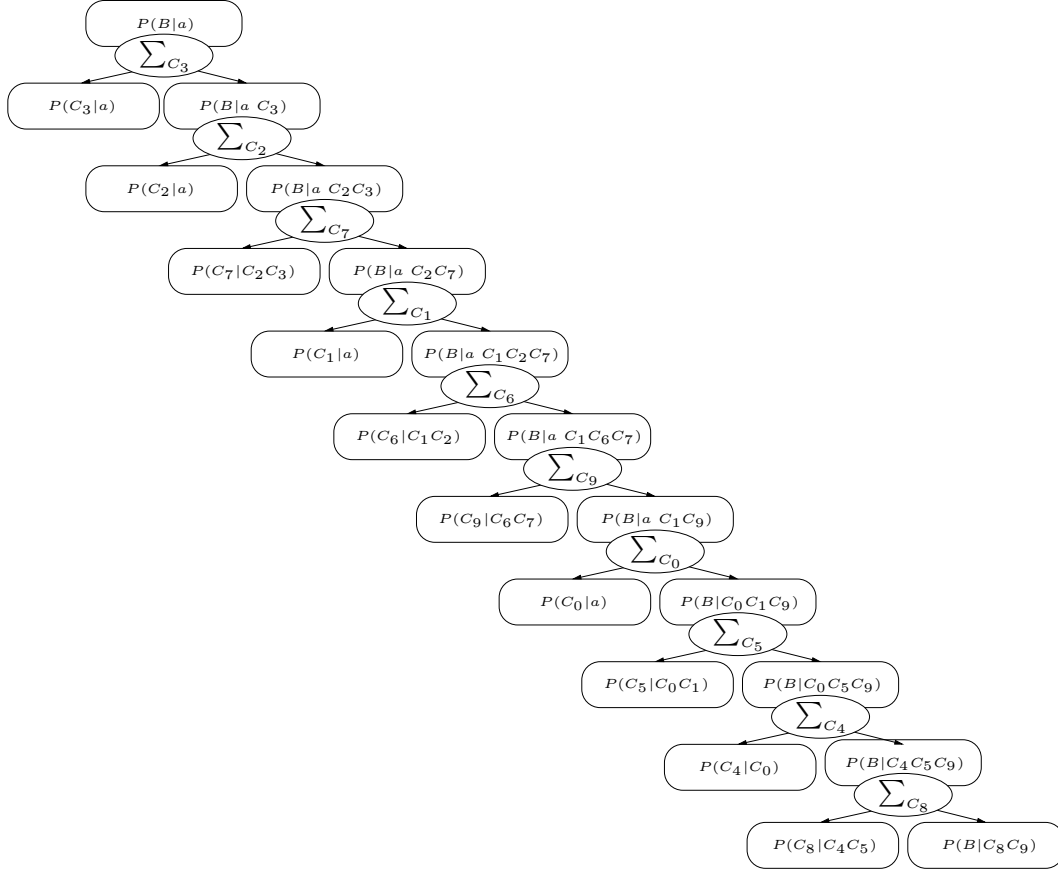 P(B|a)
∑C₃
P(C₃|a) P(B|a C₃)
∑C₂
P(C₂|a) P(B|a C₂C₃)
∑C₇
P(C₇|C₂C₃) P(B|a C₂C₇)
∑C₁
P(C₁|a) P(B|a C₁C₂C₇)
∑C₆
P(C₆|C₁C₂) P(B|a C₁C₆C₇)
∑C₉
P(C₉|C₆C₇) P(B|a C₁C₉)
∑C₀
P(C₀|a) P(B|C₀C₁C₉)
∑C₅
P(C₅|C₀C₁) P(B|C₀C₅C₉)
∑C₄
P(C₄|C₀) P(B|C₄C₅C₉)
∑C₈
P(C₈|C₄C₅) P(B|C₈C₉)